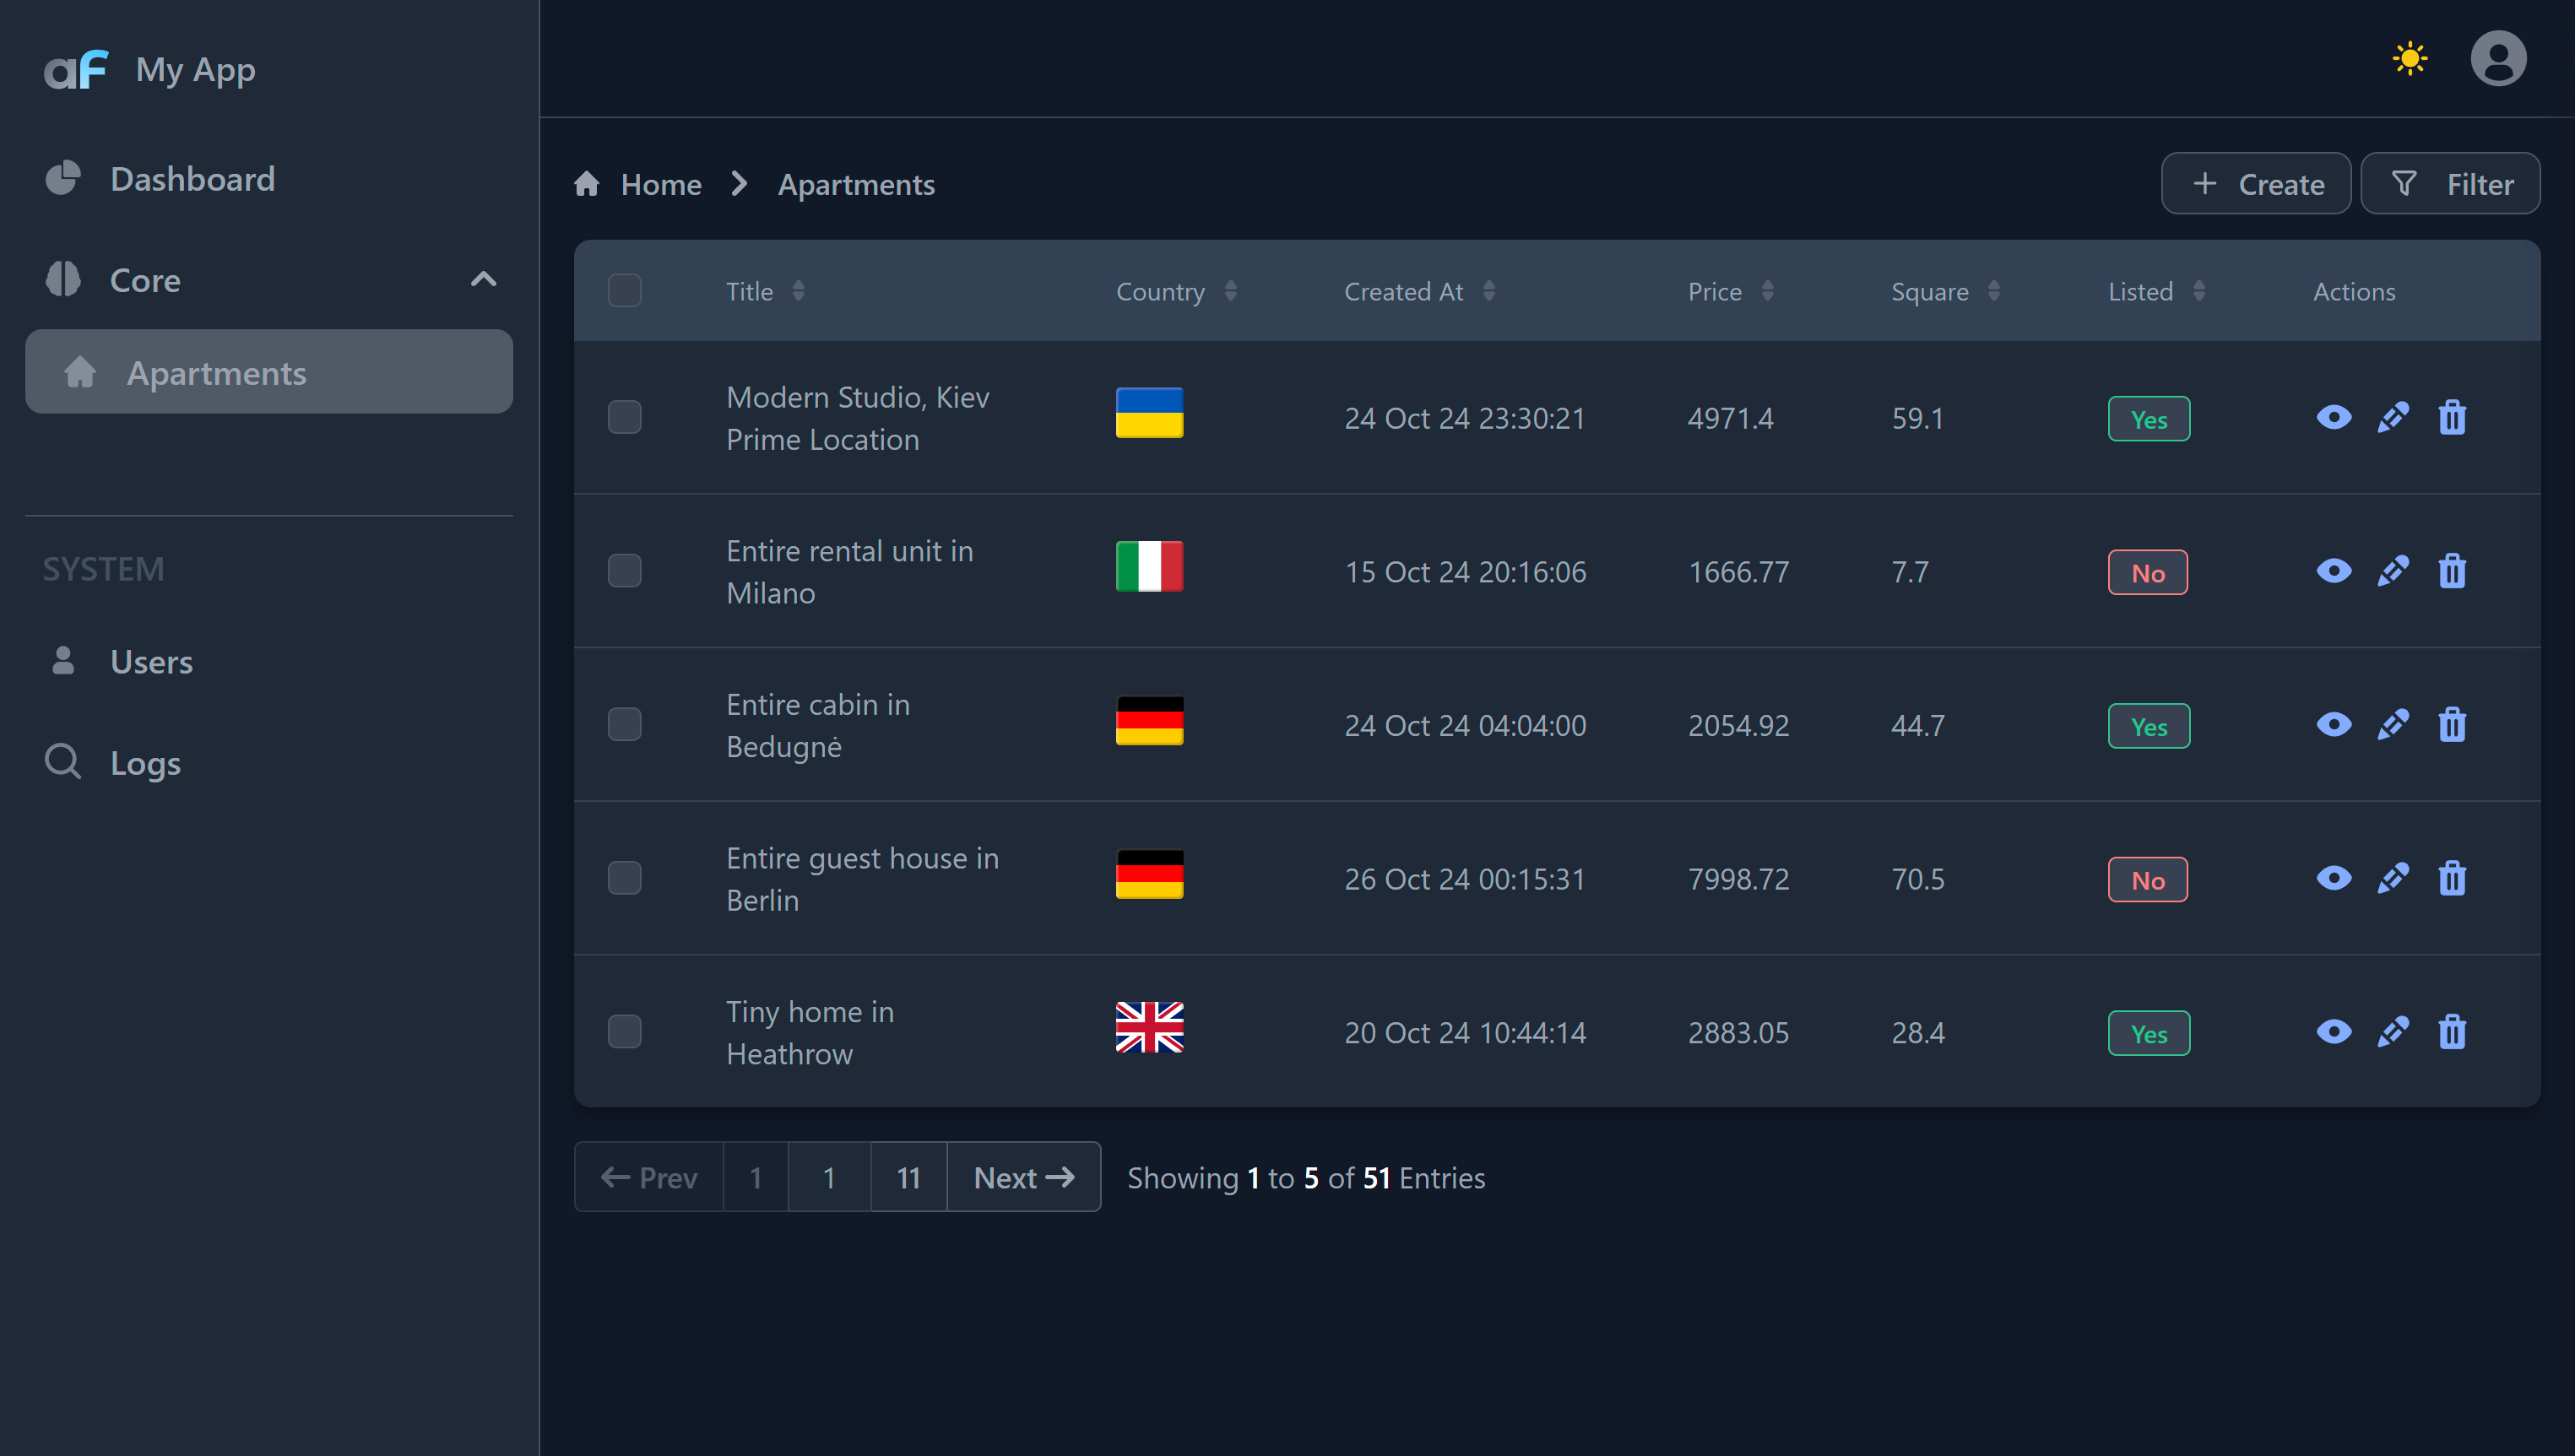 aF My App
Dashboard
Core
Apartments
SYSTEM
Users
Logs
Home Apartments
Create Filter
Title Country Created At Price Square Listed Actions
Modern Studio, Kiev
Prime Location
24 Oct 24 23:30:21 4971.4 59.1 Yes
Entire rental unit in
Milano
15 Oct 24 20:16:06 1666.77 7.7 No
Entire cabin in
Bedugnė
24 Oct 24 04:04:00 2054.92 44.7 Yes
Entire guest house in
Berlin
26 Oct 24 00:15:31 7998.72 70.5 No
Tiny home in
Heathrow
20 Oct 24 10:44:14 2883.05 28.4 Yes
Prev 1 1 11 Next Showing 1 to 5 of 51 Entries